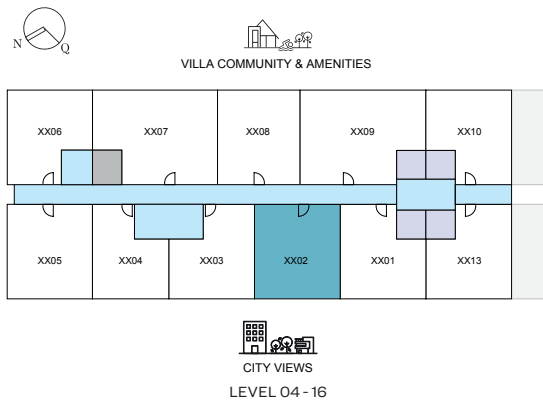 N
Q
VILLA COMMUNITY & AMENITIES
XX06 XX07 XX08 XX09 XX10
XX05 XX04 XX03 XX02 XX01 XX13
CITY VIEWS
LEVEL 04 - 16